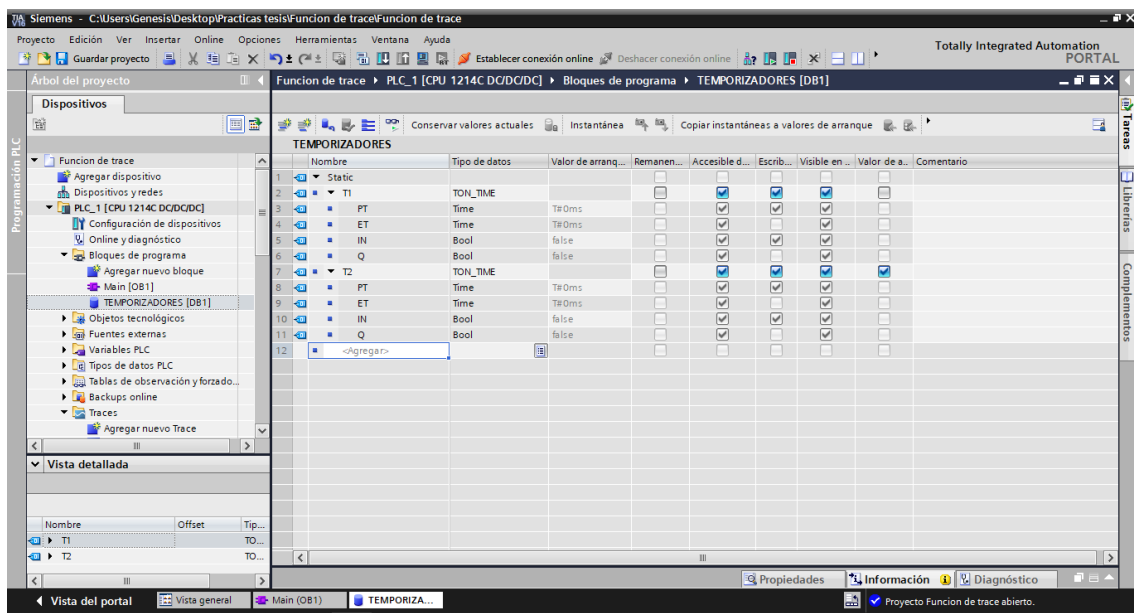 Siemens - C:\Users\Genesis\Desktop\Practicas tesis\Funcion de trace\Funcion de trace
Proyecto Edición Ver Insertar Online Opciones Herramientas Ventana Ayuda
Totally Integrated Automation
PORTAL
Guardar proyecto Establecer conexión online Deshacer conexión online
Árbol del proyecto
Funcion de trace PLC_1 [CPU 1214C DC/DC/DC] Bloques de programa TEMPORIZADORES [DB1]
Dispositivos
Programación PLC
Funcion de trace
Agregar dispositivo
Dispositivos y redes
PLC_1 [CPU 1214C DC/DC/DC]
Configuración de dispositivos
Online y diagnóstico
Bloques de programa
Agregar nuevo bloque
Main [OB1]
TEMPORIZADORES [DB1]
Objetos tecnológicos
Fuentes externas
Variables PLC
Tipos de datos PLC
Tablas de observación y forzado...
Backups online
Traces
Agregar nuevo Trace
Vista detallada
Nombre Offset Tip...
T1 TO...
T2 TO...
Conservar valores actuales Instantánea Copiar instantáneas a valores de arranque
TEMPORIZADORES
Nombre Tipo de datos Valor de arranq... Remanen... Accesible d... Escrib... Visible en .. Valor de a.. Comentario
1 Static
2 T1 TON_TIME
3 PT Time T#0ms
4 ET Time T#0ms
5 IN Bool false
6 Q Bool false
7 T2 TON_TIME
8 PT Time T#0ms
9 ET Time T#0ms
10 IN Bool false
11 Q Bool false
12 <Agregar>
Tareas
Librerías
Complementos
Propiedades Información Diagnóstico
Vista del portal Vista general Main (OB1) TEMPORIZA... Proyecto Funcion de trace abierto.